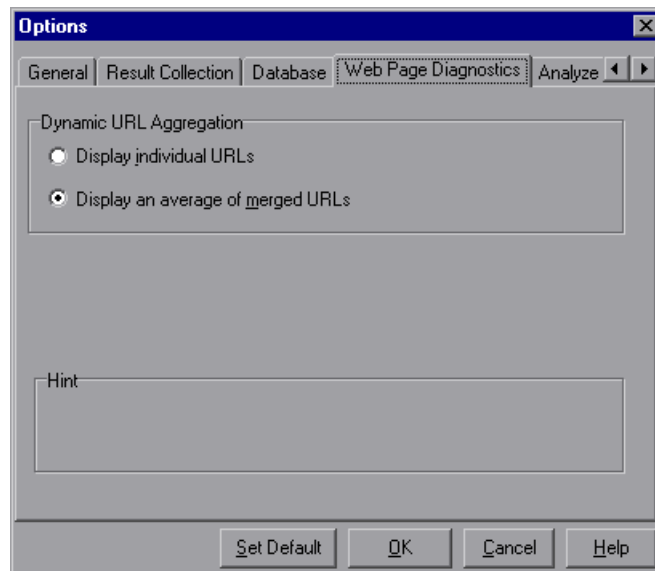 Options
General Result Collection Database Web Page Diagnostics Analyze
Dynamic URL Aggregation
Display individual URLs
Display an average of merged URLs
Hint
Set Default OK Cancel Help